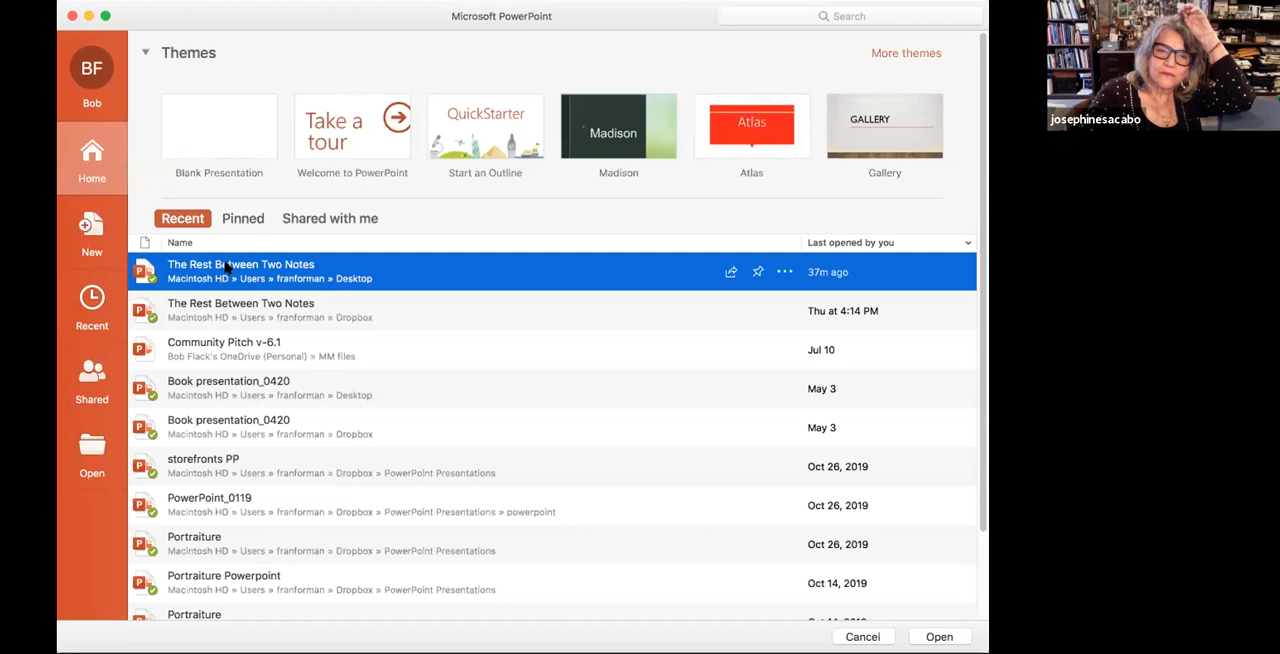 Microsoft PowerPoint
Search
josephinesacabo
BF
Bob
Home
New
Recent
Shared
Open
Themes
More themes
Take a
tour
QuickStarter
Madison
Atlas
GALLERY
Blank Presentation
Welcome to PowerPoint
Start an Outline
Madison
Atlas
Gallery
Recent Pinned Shared with me
Name Last opened by you
The Rest Between Two Notes
Macintosh HD » Users » franforman » Desktop
37m ago
The Rest Between Two Notes
Macintosh HD » Users » franforman » Dropbox
Thu at 4:14 PM
Community Pitch v-6.1
Bob Flack's OneDrive (Personal) » MM files
Jul 10
Book presentation_0420
Macintosh HD » Users » franforman » Desktop
May 3
Book presentation_0420
Macintosh HD » Users » franforman » Dropbox
May 3
storefronts PP
Macintosh HD » Users » franforman » Dropbox » PowerPoint Presentations
Oct 26, 2019
PowerPoint_0119
Macintosh HD » Users » franforman » Dropbox » PowerPoint Presentations » powerpoint
Oct 26, 2019
Portraiture
Macintosh HD » Users » franforman » Dropbox » PowerPoint Presentations
Oct 26, 2019
Portraiture Powerpoint
Macintosh HD » Users » franforman » Dropbox » PowerPoint Presentations
Oct 14, 2019
Portraiture
Cancel
Open